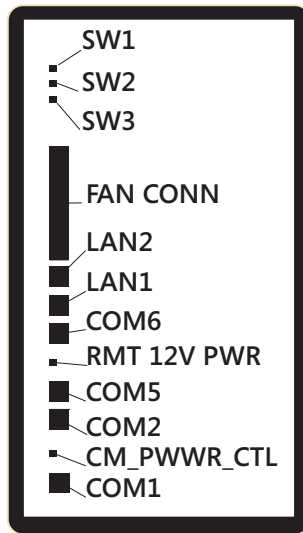 SW1
SW2
SW3
FAN CONN
LAN2
LAN1
COM6
RMT 12V PWR
COM5
COM2
CM_PWWR_CTL
COM1